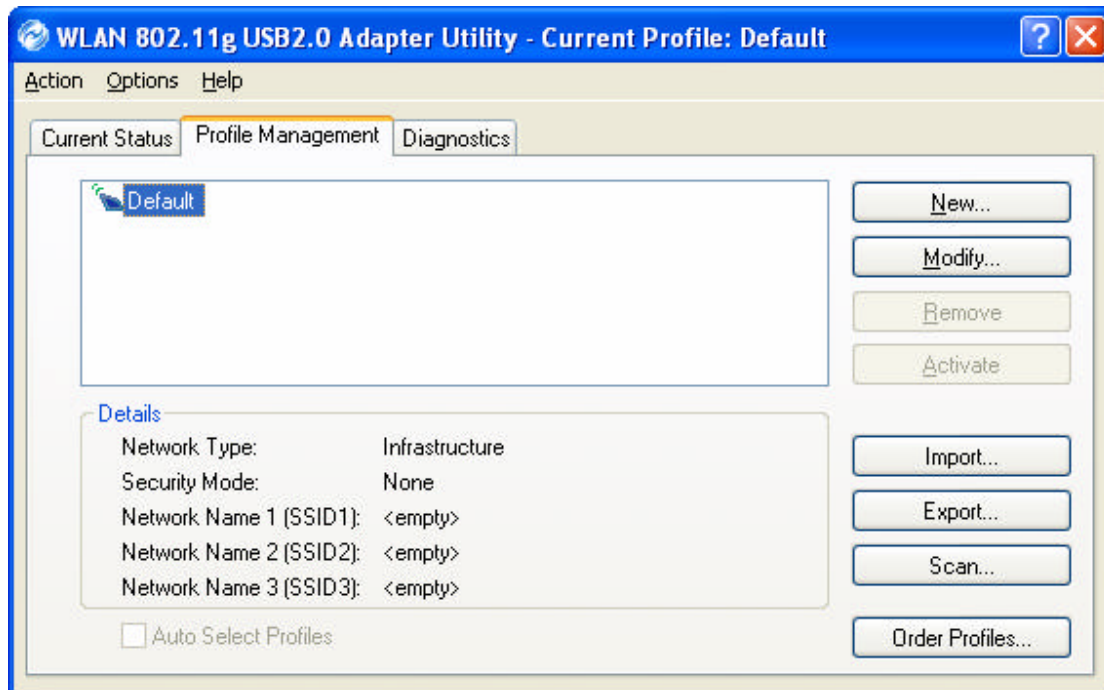 WLAN 802.11g USB2.0 Adapter Utility - Current Profile: Default
Action Options Help
Current Status Profile Management Diagnostics
Default
New...
Modify...
Remove
Activate
Details
Network Type: Infrastructure
Security Mode: None
Network Name 1 (SSID1): <empty>
Network Name 2 (SSID2): <empty>
Network Name 3 (SSID3): <empty>
Import...
Export...
Scan...
Auto Select Profiles
Order Profiles...